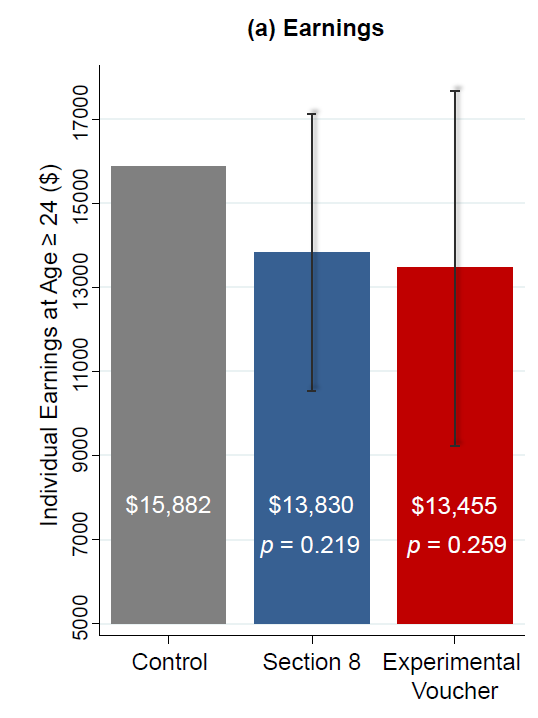 (a) Earnings
Individual Earnings at Age ≥ 24 ($)
17000
15000
13000
11000
9000
7000
5000
$15,882
$13,830
$13,455
p = 0.219
p = 0.259
Control
Section 8
Experimental
Voucher